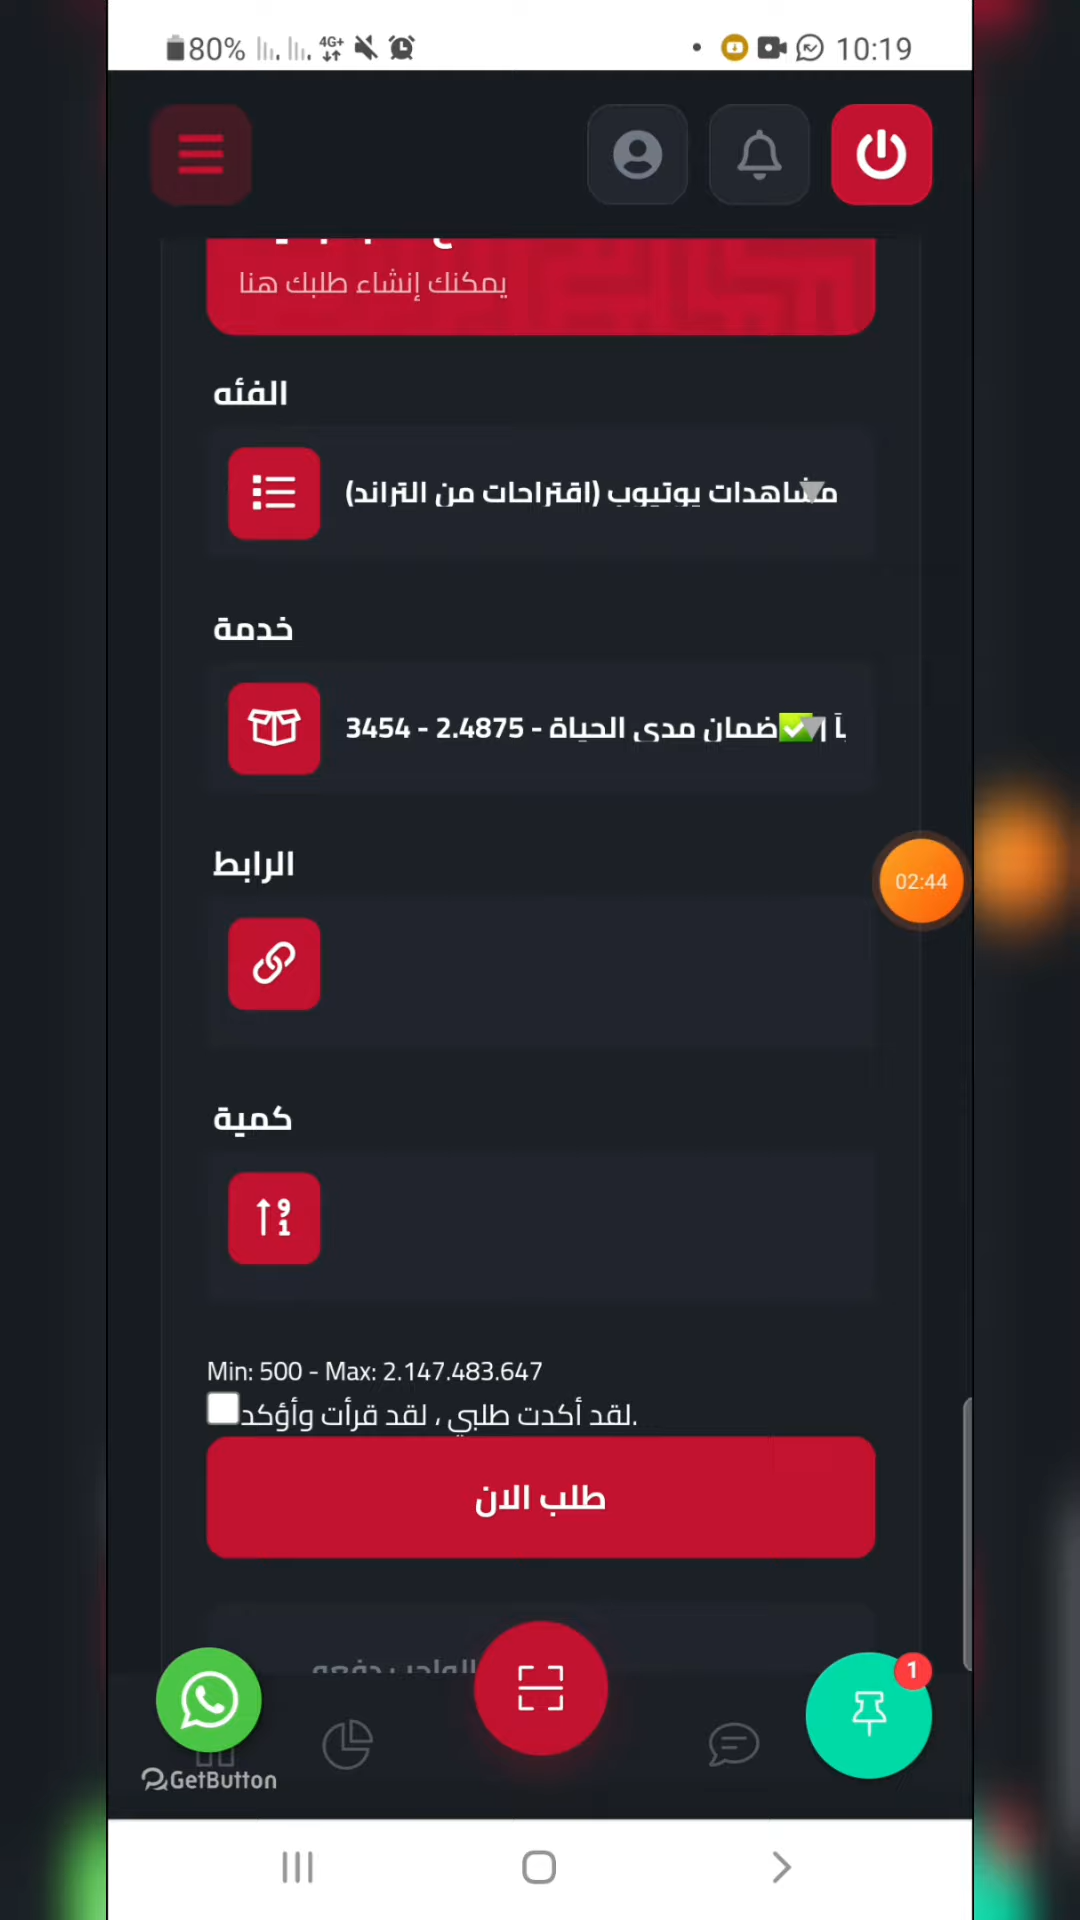 80%
4G+
10:19
يمكنك إنشاء طلبك هنا
الفئه
مشاهدات يوتيوب (اقتراحات من التراند)
خدمة
3454 - 2.4875 - ضمان مدى الحياة✅ |
02:44
الرابط
كمية
Min: 500 - Max: 2.147.483.647
لقد أكدت طلبي ، لقد قرأت وأؤكد.
طلب الان
1
GetButton